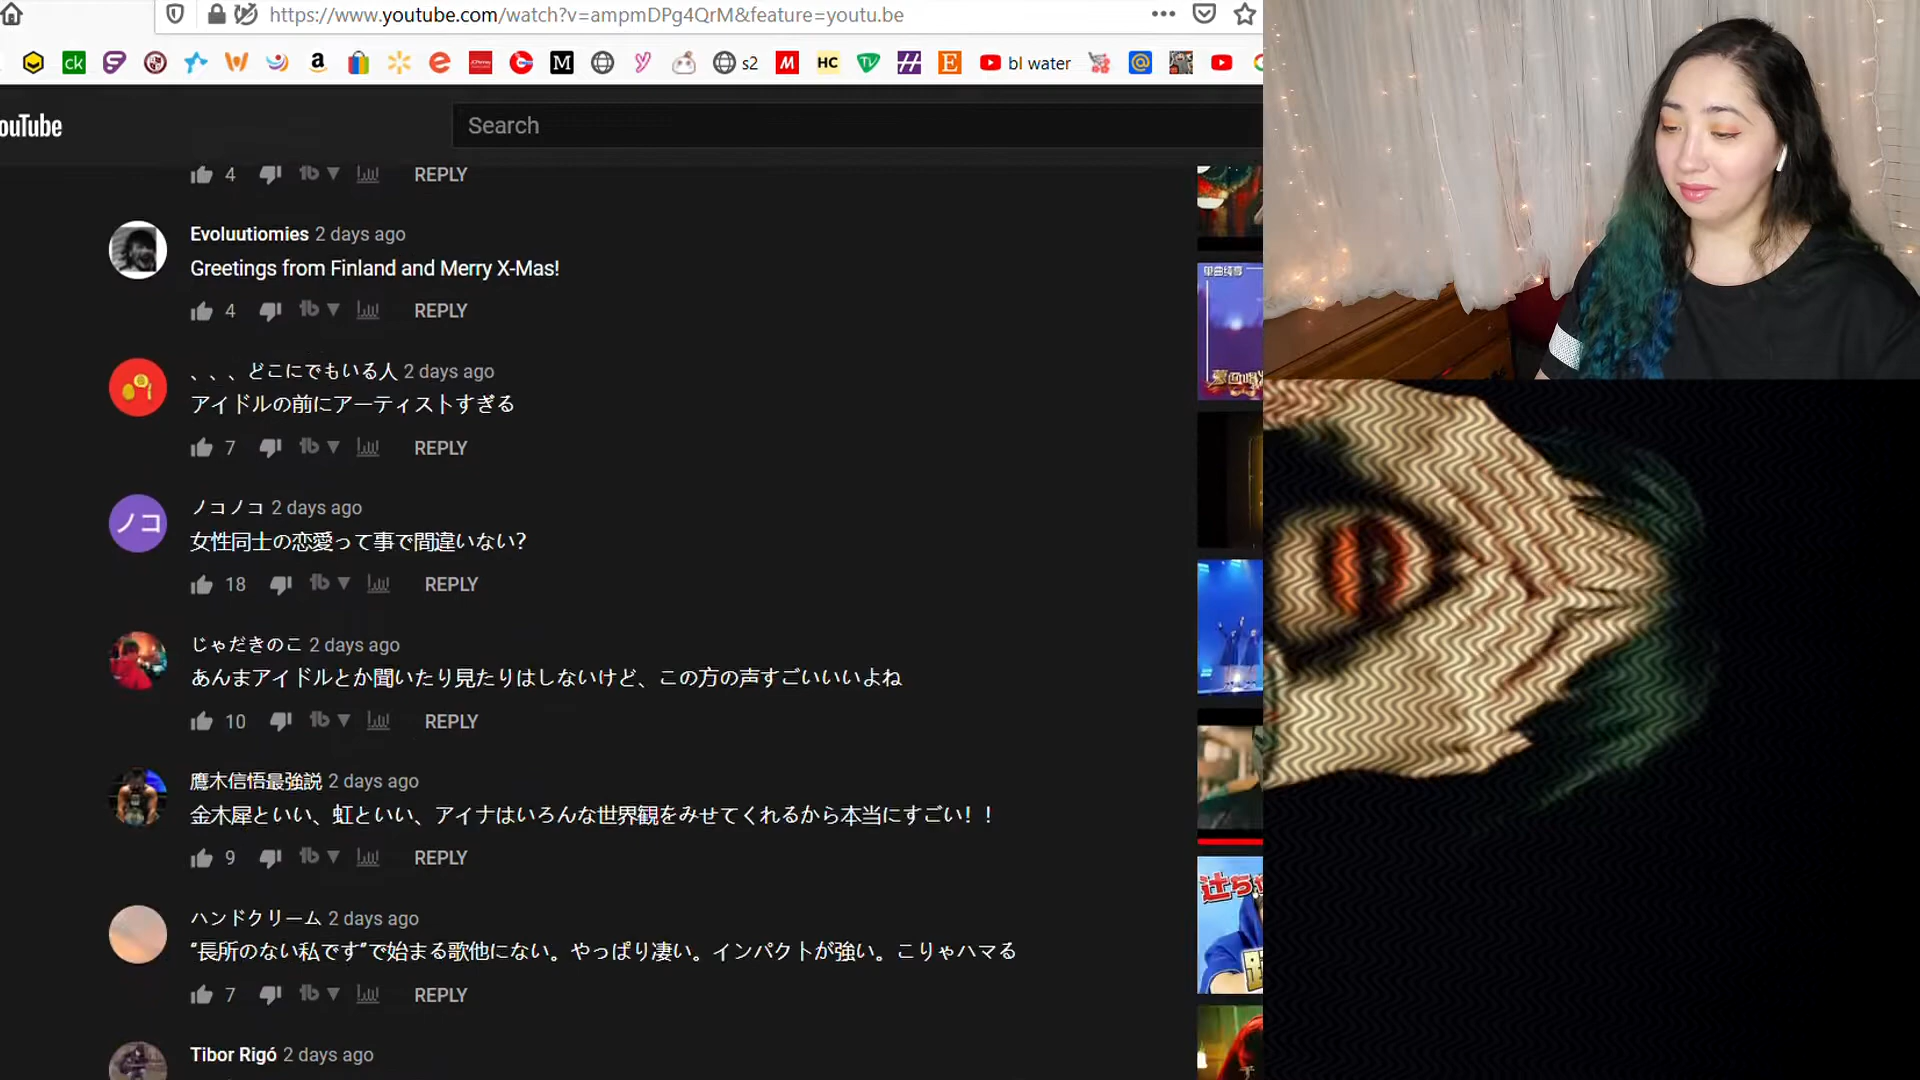 https://www.youtube.com/watch?v=ampmDPg4QrM&feature=youtu.be
ck
s2
HC
bl water
ouTube
Search
4 REPLY
Evoluutiomies 2 days ago
Greetings from Finland and Merry X-Mas!
4 REPLY
、、、どこにでもいる人 2 days ago
アイドルの前にアーティストすぎる
7 REPLY
ノコ
ノコノコ 2 days ago
女性同士の恋愛って事で間違いない?
18 REPLY
じゃだきのこ 2 days ago
あんまアイドルとか聞いたり見たりはしないけど、この方の声すごいいいよね
10 REPLY
鷹木信悟最強説 2 days ago
金木犀といい、虹といい、アイナはいろんな世界観をみせてくれるから本当にすごい！！
9 REPLY
ハンドクリーム 2 days ago
“長所のない私です”で始まる歌他にない。やっぱり凄い。インパクトが強い。こりゃハマる
7 REPLY
Tibor Rigó 2 days ago